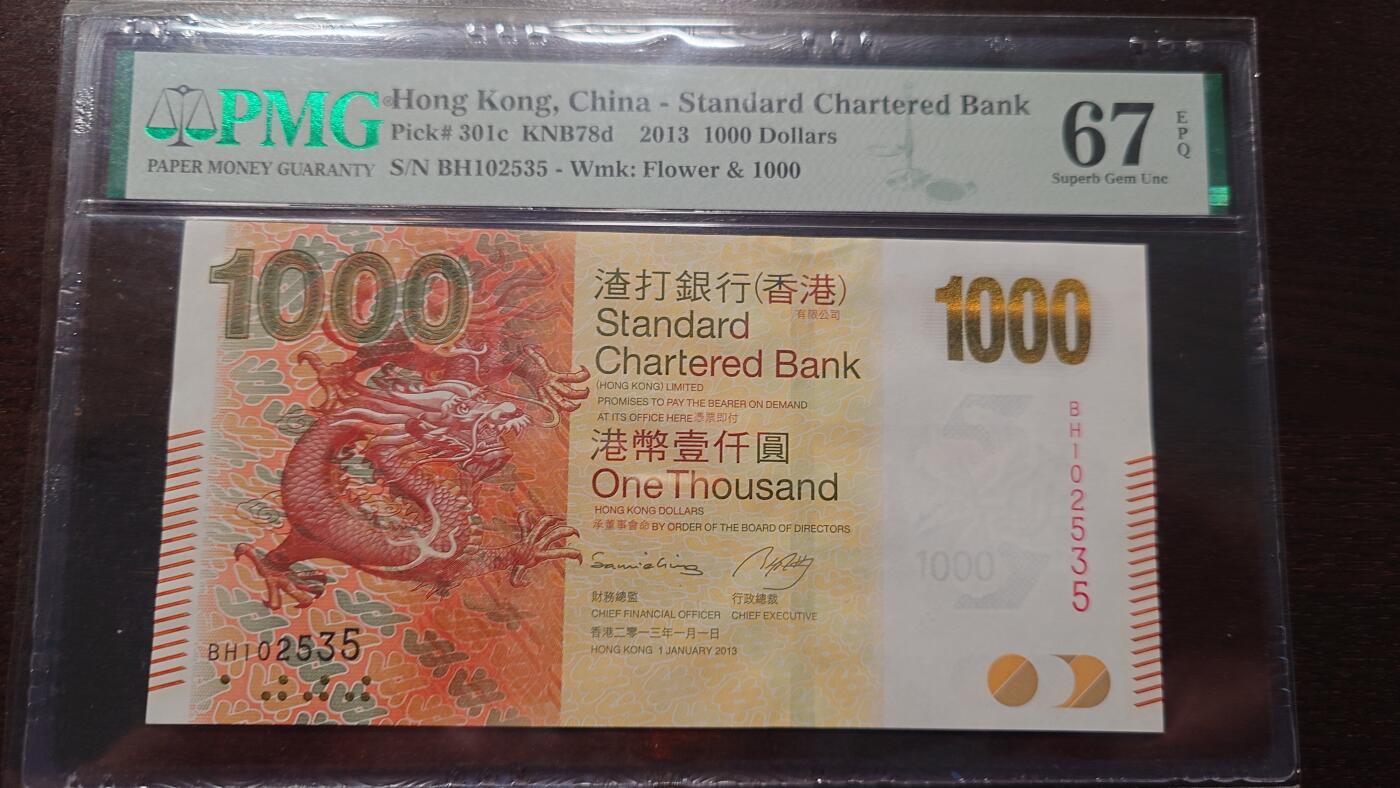 PMG
PAPER MONEY GUARANTY
Hong Kong, China - Standard Chartered Bank
Pick# 301c KNB78d 2013 1000 Dollars
S/N BH102535 - Wmk: Flower & 1000
67
EPQ
Superb Gem Unc
1000
渣打銀行(香港)
有限公司
Standard
Chartered Bank
(HONG KONG) LIMITED
PROMISES TO PAY THE BEARER ON DEMAND
AT ITS OFFICE HERE憑票即付
港幣壹仟圓
One Thousand
HONG KONG DOLLARS
承董事會命 BY ORDER OF THE BOARD OF DIRECTORS
財務總監 行政總裁
CHIEF FINANCIAL OFFICER CHIEF EXECUTIVE
香港二零一三年一月一日
HONG KONG 1 JANUARY 2013
BH102535
1000
BH102535
1000